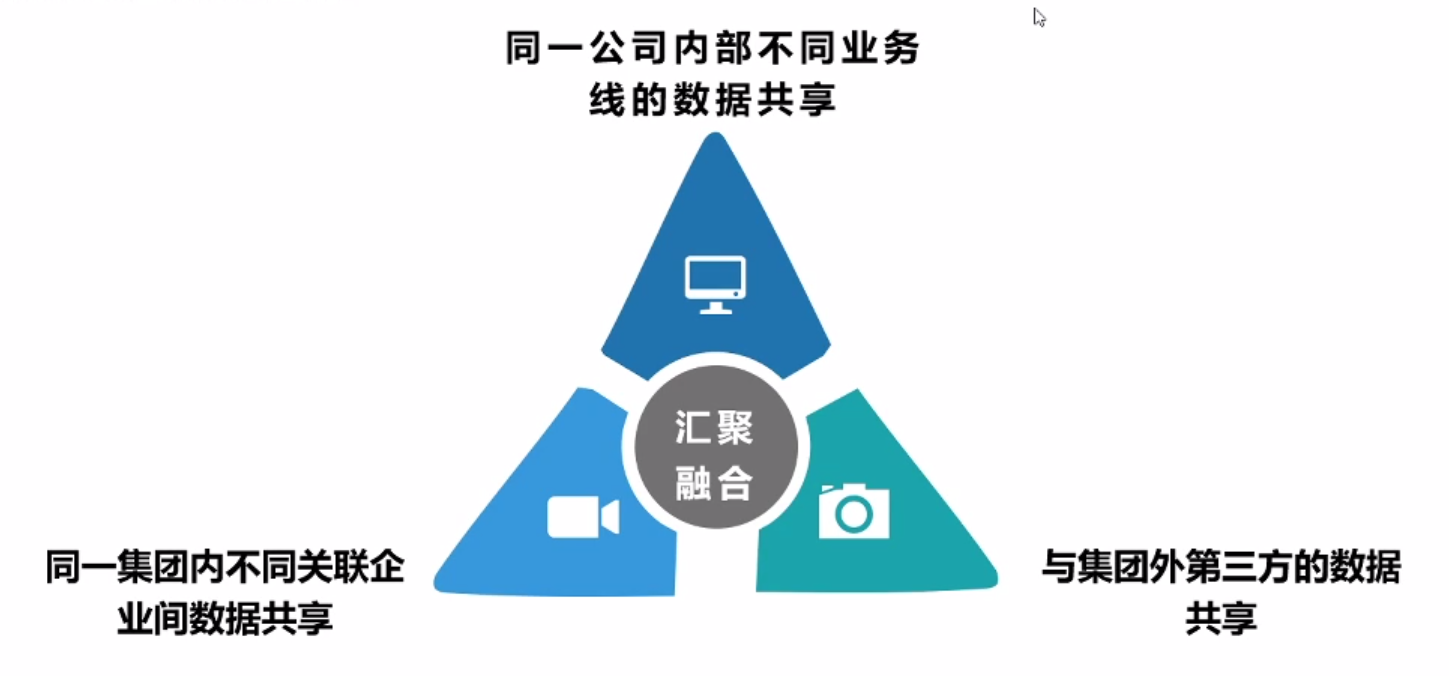 同一公司内部不同业务
线的数据共享
汇聚
融合
同一集团内不同关联企
业间数据共享
与集团外第三方的数据
共享